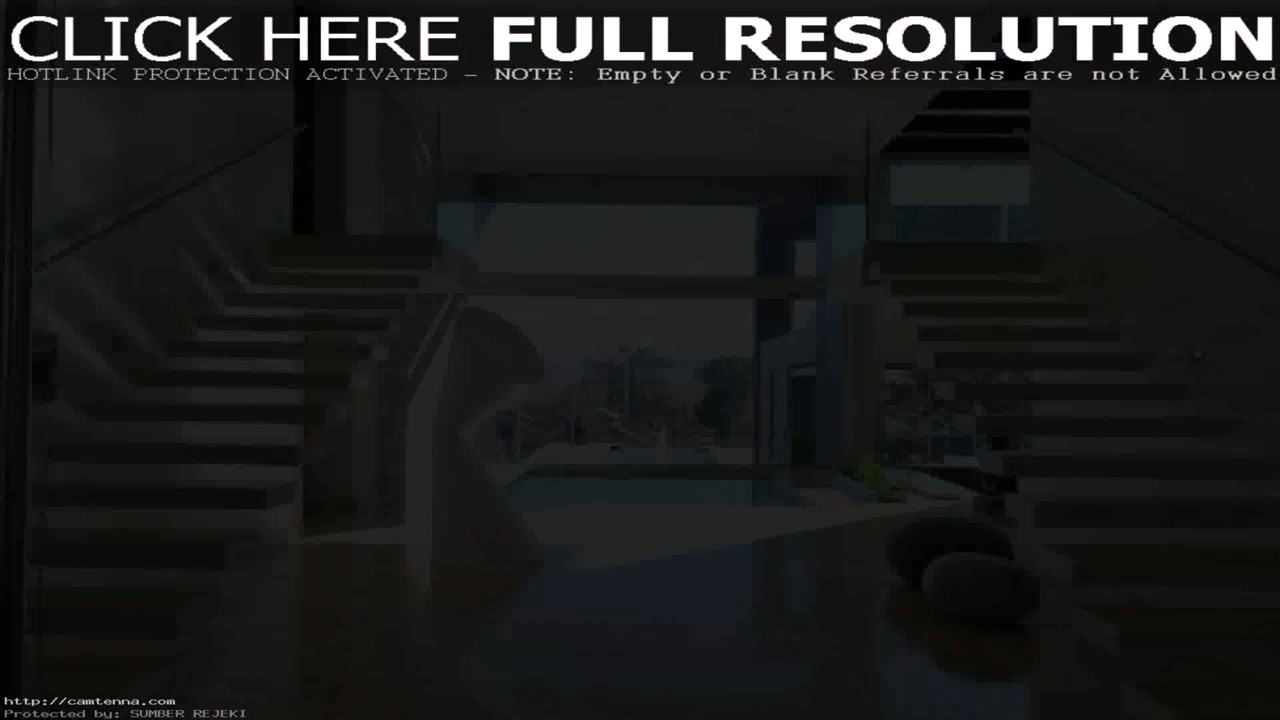 CLICK HERE FULL RESOLUTION
HOTLINK PROTECTION ACTIVATED – NOTE: Empty or Blank Referrals are not Allowed
http://camtenna.com
Protected by: SUMBER REJEKI